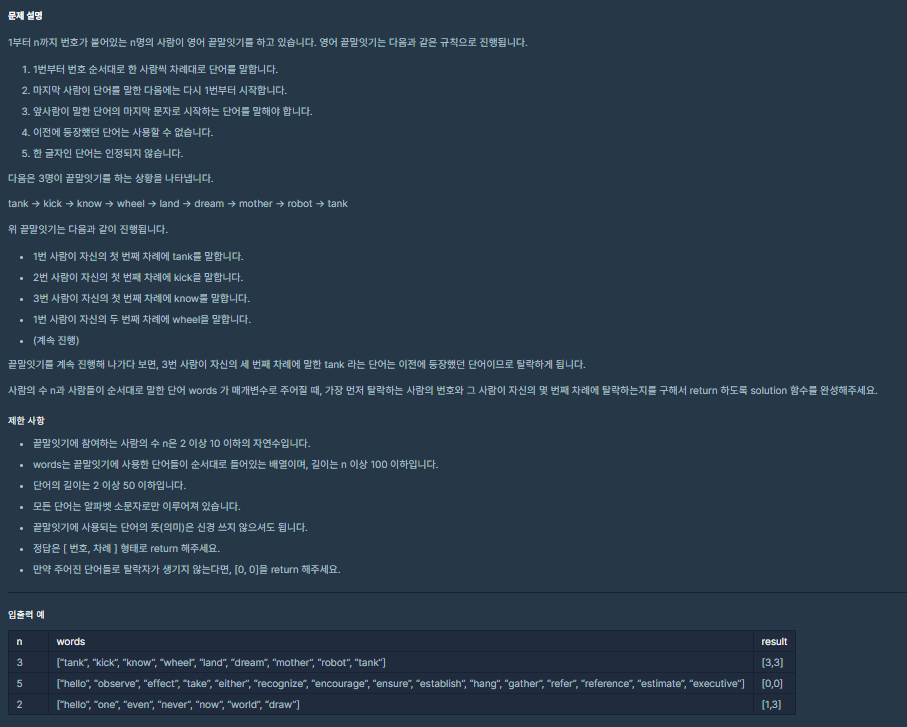 문제 설명
1부터 n까지 번호가 붙어있는 n명의 사람이 영어 끝말잇기를 하고 있습니다. 영어 끝말잇기는 다음과 같은 규칙으로 진행됩니다.
1. 1번부터 번호 순서대로 한 사람씩 차례대로 단어를 말합니다.
2. 마지막 사람이 단어를 말한 다음에는 다시 1번부터 시작합니다.
3. 앞사람이 말한 단어의 마지막 문자로 시작하는 단어를 말해야 합니다.
4. 이전에 등장했던 단어는 사용할 수 없습니다.
5. 한 글자인 단어는 인정되지 않습니다.
다음은 3명이 끝말잇기를 하는 상황을 나타냅니다.
tank → kick → know → wheel → land → dream → mother → robot → tank
위 끝말잇기는 다음과 같이 진행됩니다.
• 1번 사람이 자신의 첫 번째 차례에 tank를 말합니다.
• 2번 사람이 자신의 첫 번째 차례에 kick을 말합니다.
• 3번 사람이 자신의 첫 번째 차례에 know를 말합니다.
• 1번 사람이 자신의 두 번째 차례에 wheel을 말합니다.
• (계속 진행)
끝말잇기를 계속 진행해 나가다 보면, 3번 사람이 자신의 세 번째 차례에 말한 tank 라는 단어는 이전에 등장했던 단어이므로 탈락하게 됩니다.
사람의 수 n과 사람들이 순서대로 말한 단어 words 가 매개변수로 주어질 때, 가장 먼저 탈락하는 사람의 번호와 그 사람이 자신의 몇 번째 차례에 탈락하는지를 구해서 return 하도록 solution 함수를 완성해주세요.
제한 사항
• 끝말잇기에 참여하는 사람의 수 n은 2 이상 10 이하의 자연수입니다.
• words는 끝말잇기에 사용한 단어들이 순서대로 들어있는 배열이며, 길이는 n 이상 100 이하입니다.
• 단어의 길이는 2 이상 50 이하입니다.
• 모든 단어는 알파벳 소문자로만 이루어져 있습니다.
• 끝말잇기에 사용되는 단어의 뜻(의미)은 신경 쓰지 않으셔도 됩니다.
• 정답은 [ 번호, 차례 ] 형태로 return 해주세요.
• 만약 주어진 단어들로 탈락자가 생기지 않는다면, [0, 0]을 return 해주세요.
입출력 예
n words result
3 ["tank", "kick", "know", "wheel", "land", "dream", "mother", "robot", "tank"] [3,3]
5 ["hello", "observe", "effect", "take", "either", "recognize", "encourage", "ensure", "establish", "hang", "gather", "refer", "reference", "estimate", "executive"] [0,0]
2 ["hello", "one", "even", "never", "now", "world", "draw"] [1,3]